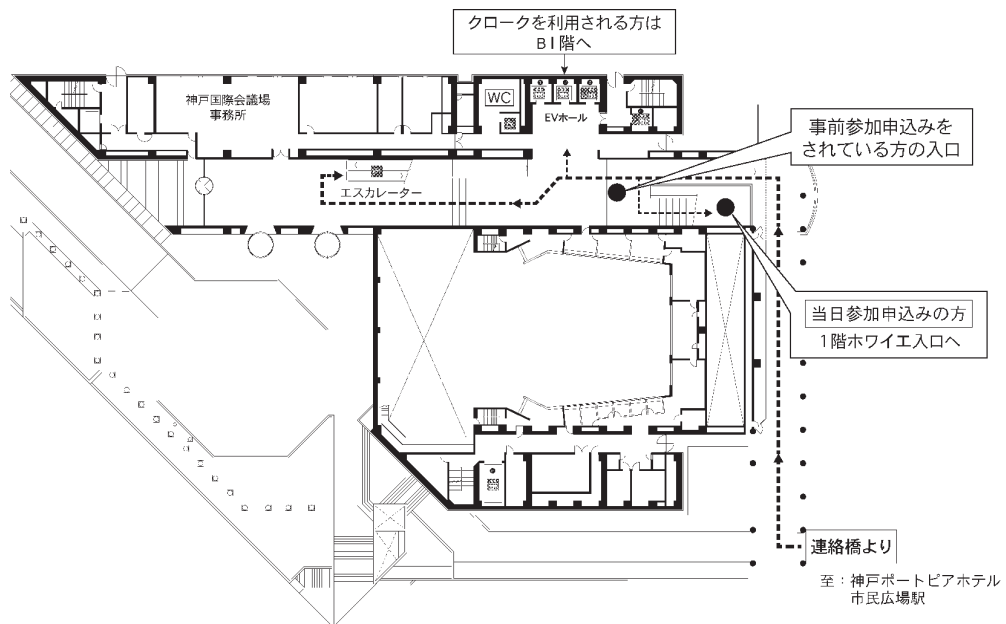 クロークを利用される方は
B1階へ
神戸国際会議場
事務所
WC
EVホール
事前参加申込みを
されている方の入口
エスカレーター
当日参加申込みの方
1階ホワイエ入口へ
連絡橋より
至：神戸ポートピアホテル
市民広場駅